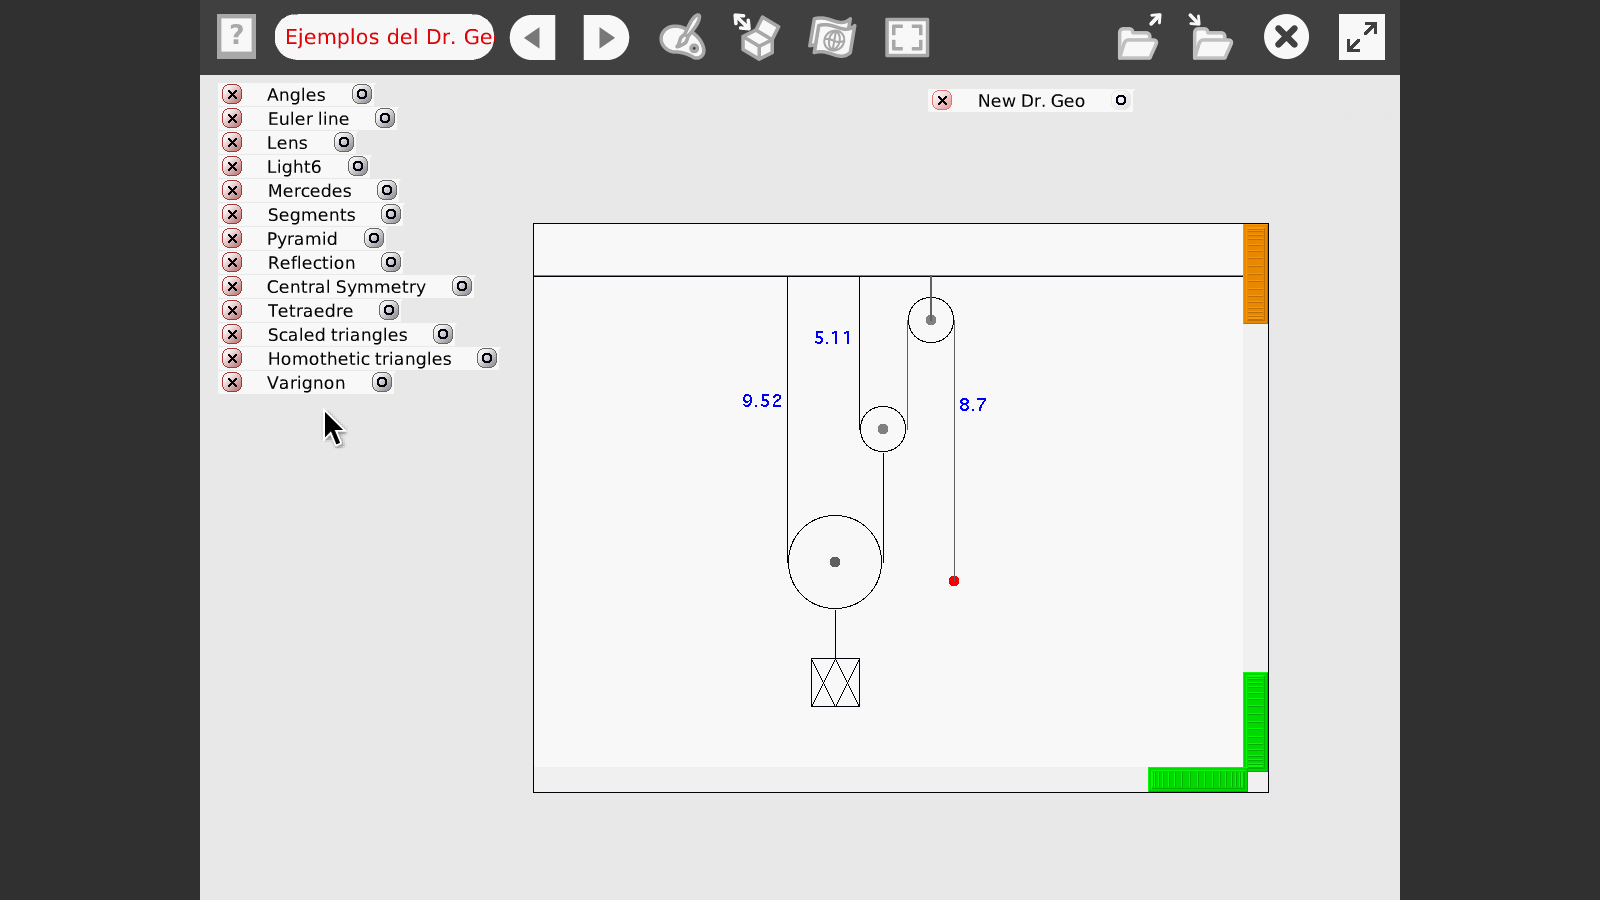 ?
Ejemplos del Dr. Ge
Angles
Euler line
Lens
Light6
Mercedes
Segments
Pyramid
Reflection
Central Symmetry
Tetraedre
Scaled triangles
Homothetic triangles
Varignon
New Dr. Geo
5.11
9.52
8.7